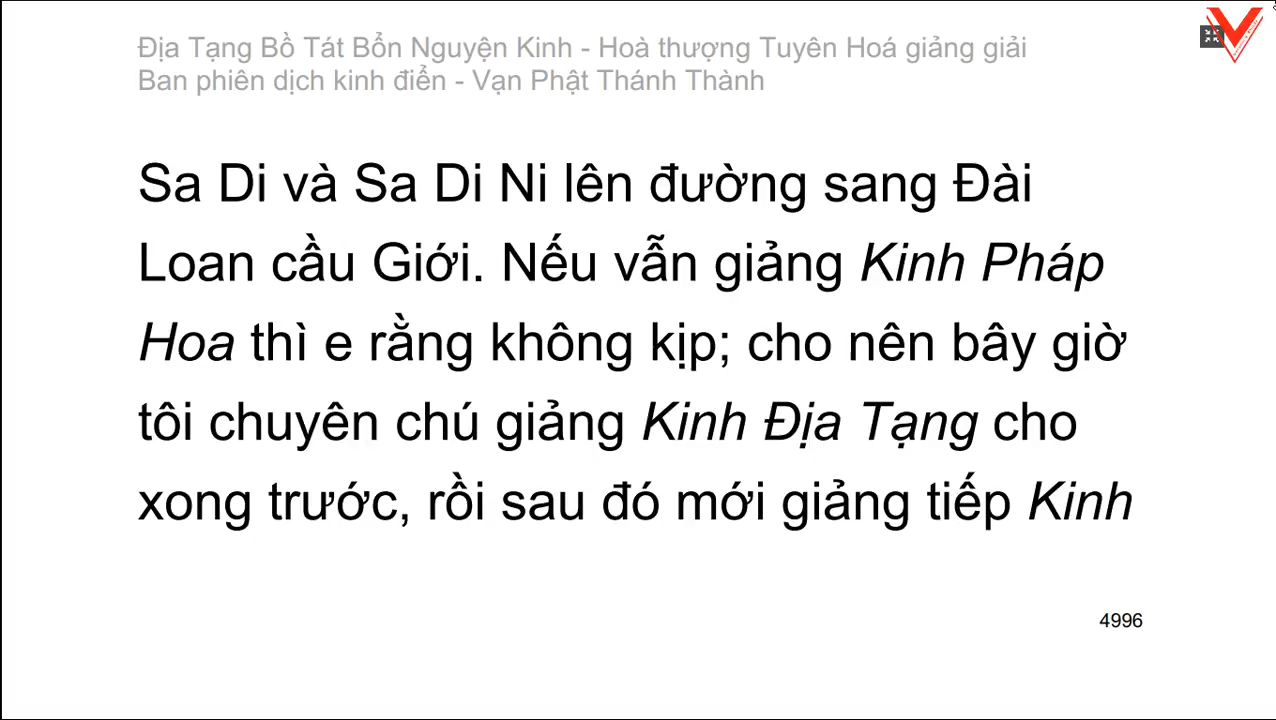 Địa Tạng Bồ Tát Bổn Nguyện Kinh - Hoà thượng Tuyên Hoá giảng giải
Ban phiên dịch kinh điển - Vạn Phật Thánh Thành
Sa Di và Sa Di Ni lên đường sang Đài
Loan cầu Giới. Nếu vẫn giảng Kinh Pháp
Hoa thì e rằng không kịp; cho nên bây giờ
tôi chuyên chú giảng Kinh Địa Tạng cho
xong trước, rồi sau đó mới giảng tiếp Kinh
4996